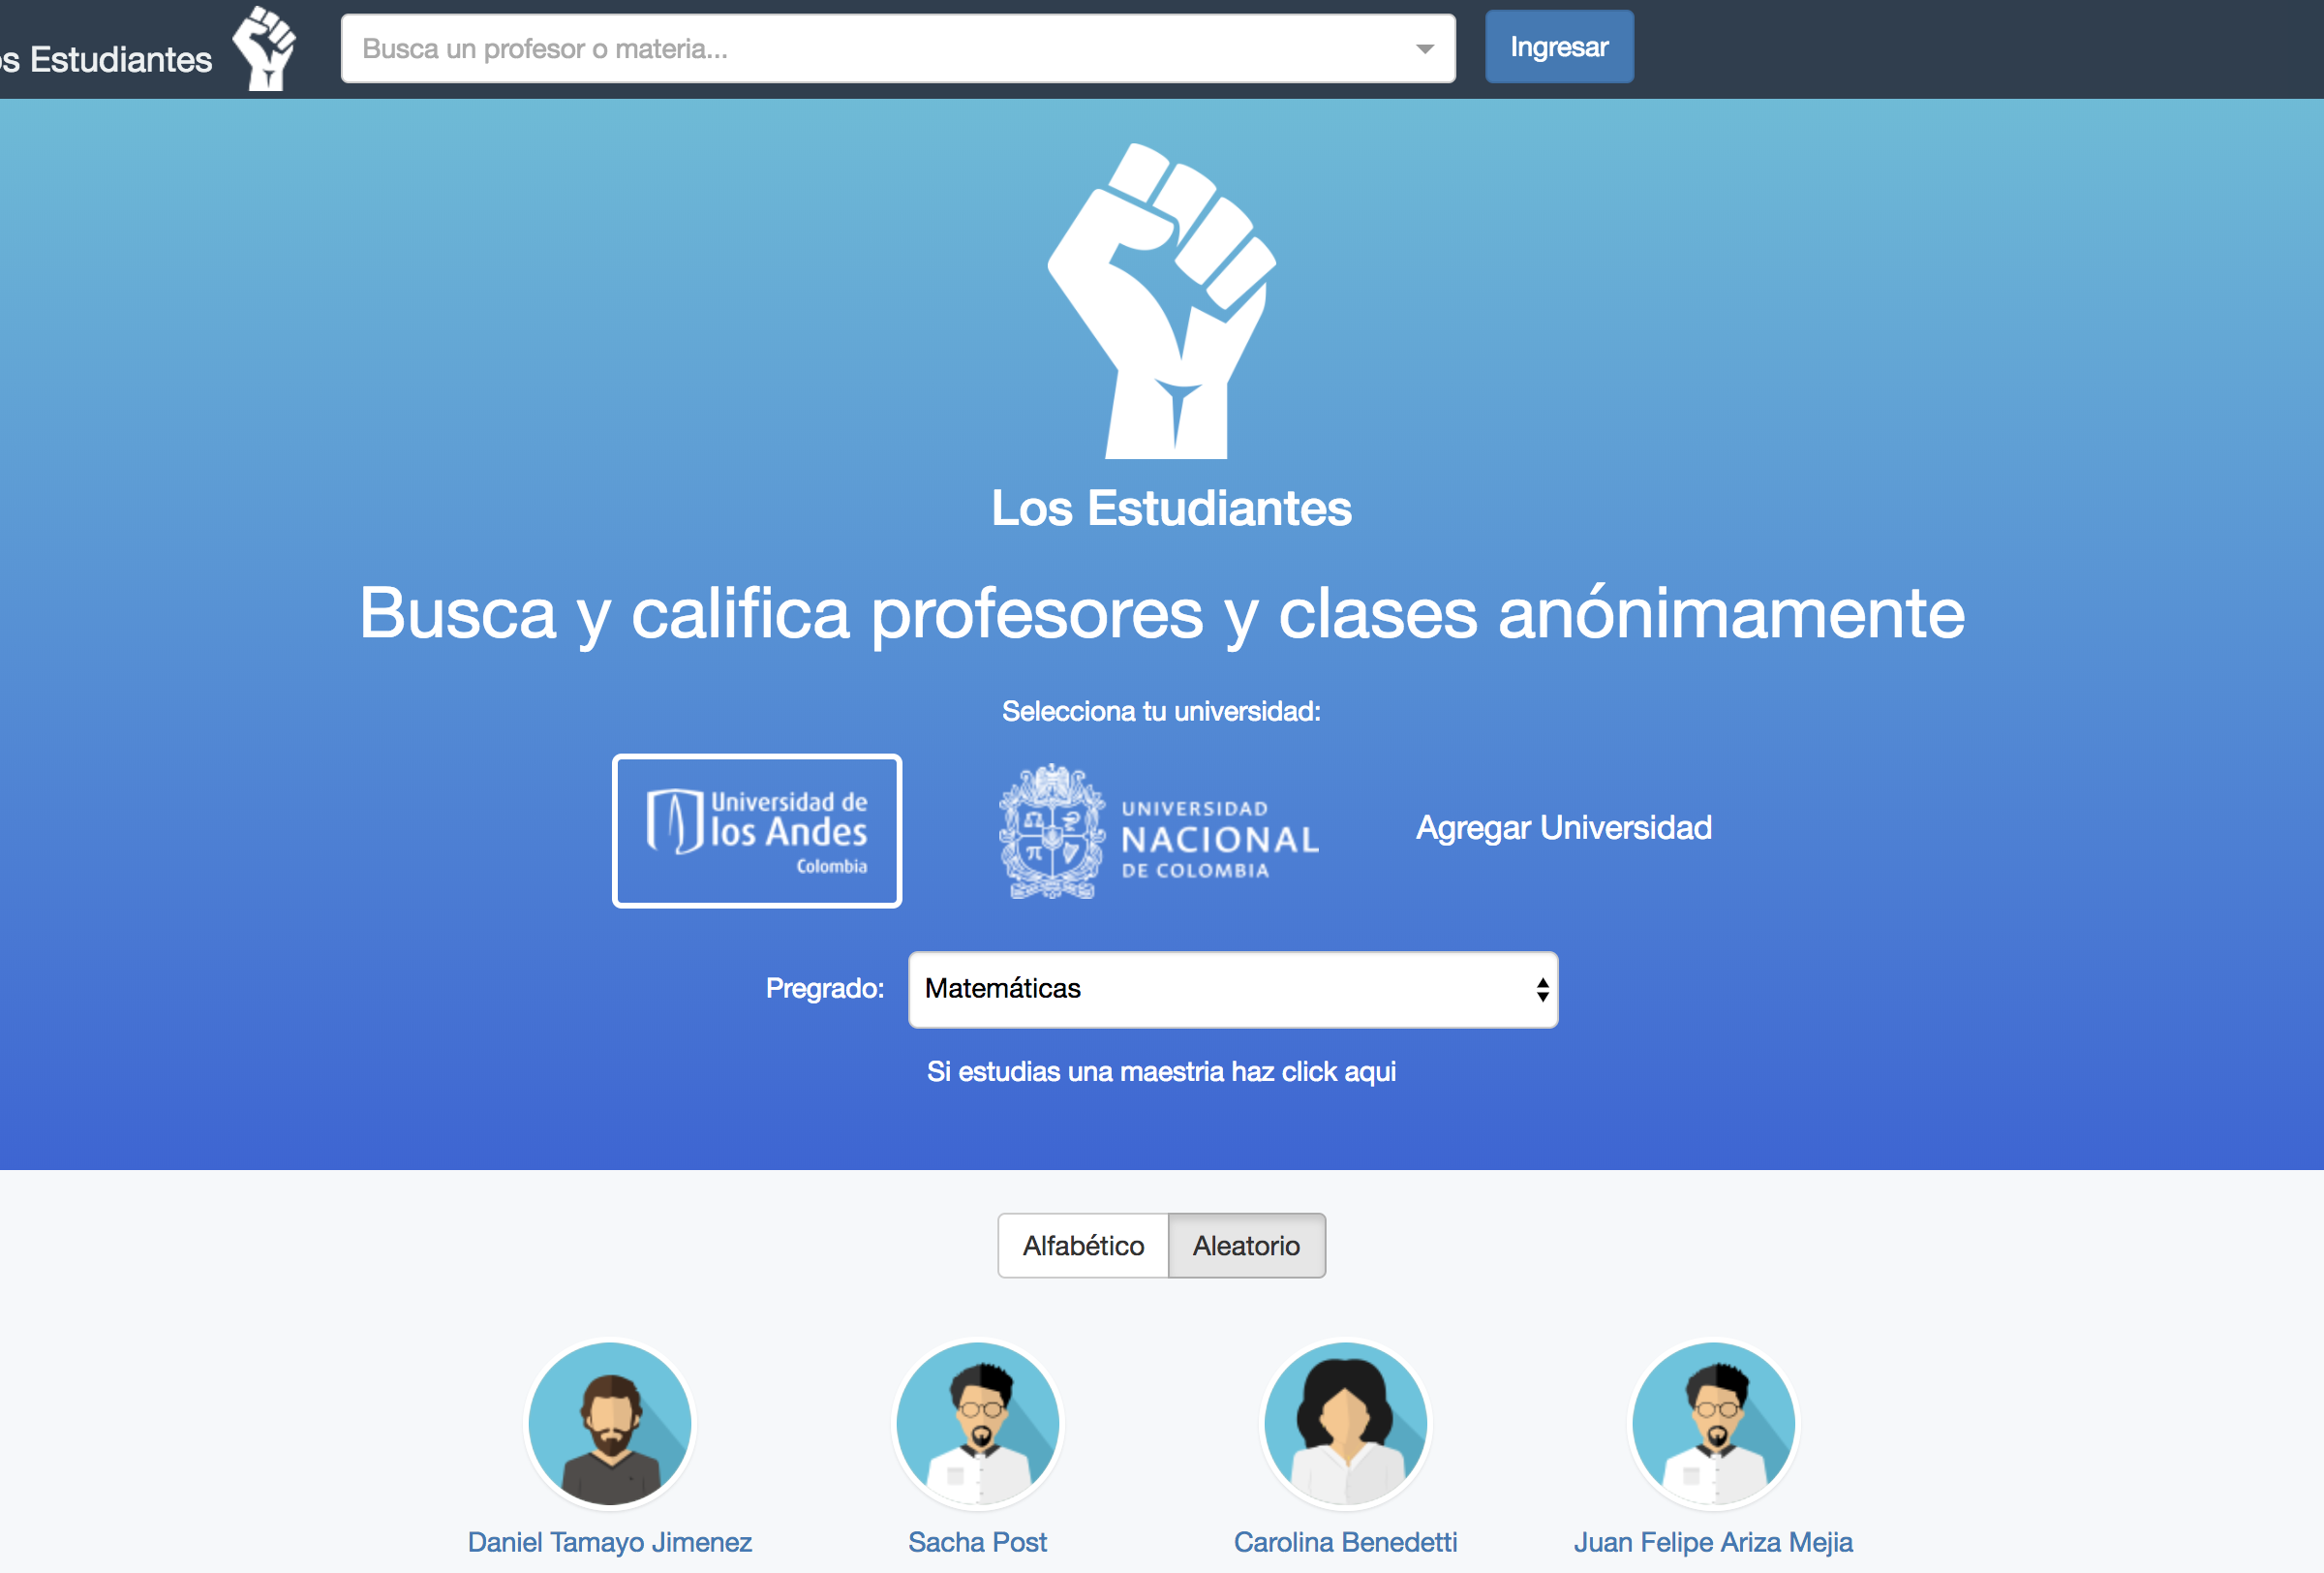 Estudiantes
Busca un profesor o materia...
Ingresar
Los Estudiantes
Busca y califica profesores y clases anónimamente
Selecciona tu universidad:
Universidad de
los Andes
Colombia
UNIVERSIDAD
NACIONAL
DE COLOMBIA
Agregar Universidad
Pregrado:
Matemáticas
Si estudias una maestria haz click aqui
Alfabético
Aleatorio
Daniel Tamayo Jimenez
Sacha Post
Carolina Benedetti
Juan Felipe Ariza Mejia